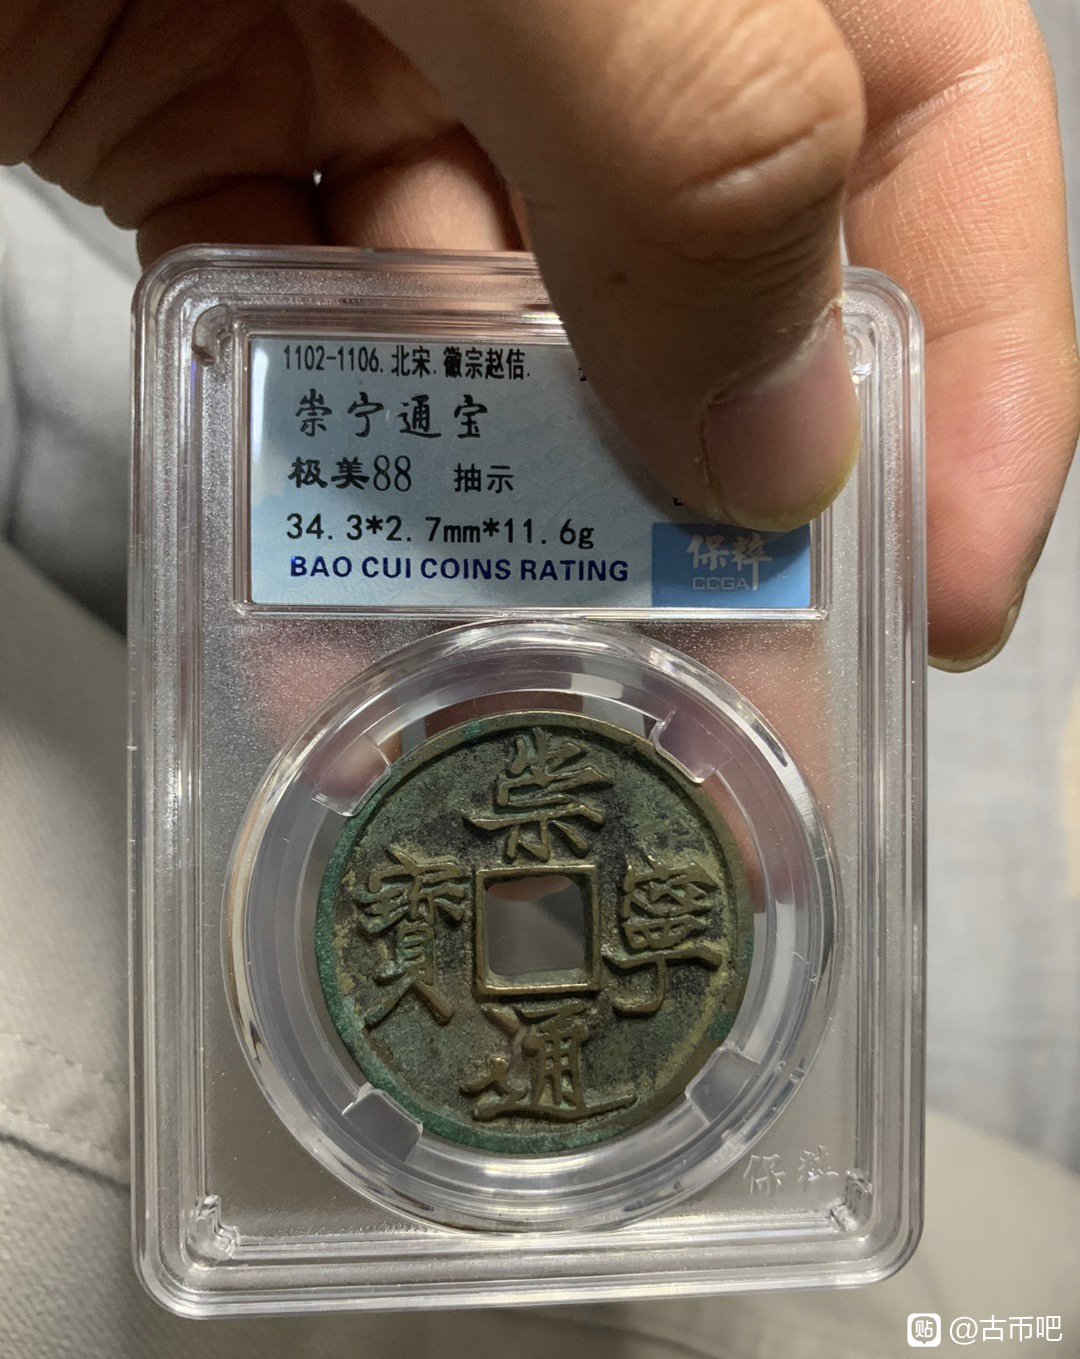 1102-1106.北宋.徽宗赵佶.
崇宁通宝
极美88 抽示
34.3*2.7mm*11.6g
BAO CUI COINS RATING
保粹
CCGA
崇
寶 寧
通
保粹
贴 @古币吧